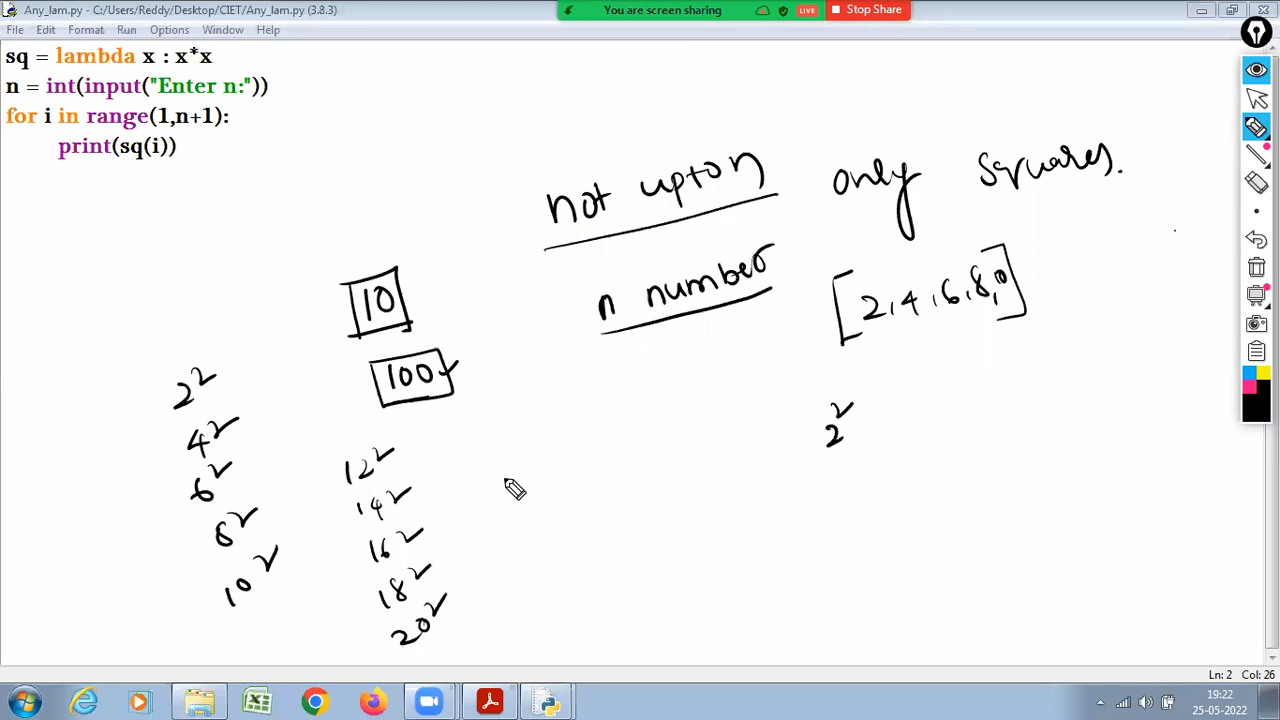 Any_lam.py - C:/Users/Reddy/Desktop/CIET/Any_lam.py (3.8.3)
You are screen sharing
LIVE
Stop Share
File Edit Format Run Options Window Help
sq = lambda x : x*x
n = int(input("Enter n:"))
for i in range(1,n+1):
print(sq(i))
not upton only squares.
n number [2,4,6,8,10]
10
100
2²
4²
6²
8²
10²
12²
14²
16²
18²
20²
2²
Ln: 2 Col: 26
19:22
25-05-2022